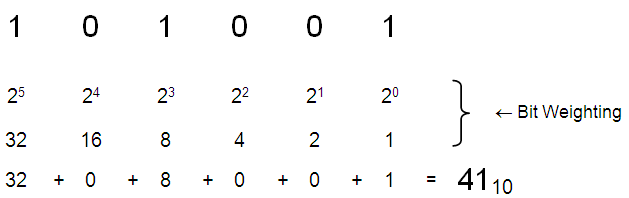 1 0 1 0 0 1
2⁵ 2⁴ 2³ 2² 2¹ 2⁰
← Bit Weighting
32 16 8 4 2 1
32 + 0 + 8 + 0 + 0 + 1 = 41₁₀